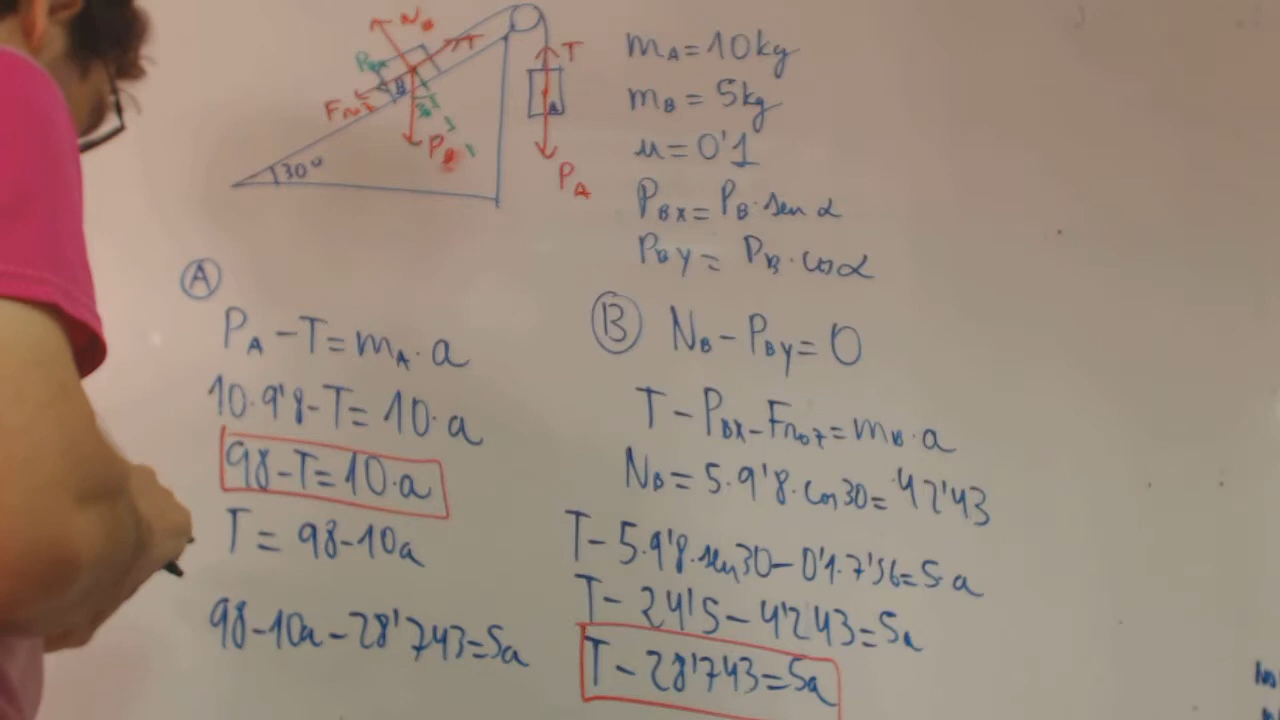 N_B
T
T
P_Bx
B
F_roz
P_B
30°
A
P_A
m_A = 10 kg
m_B = 5 kg
μ = 0'1
P_Bx = P_B · sen α
P_By = P_B · cos α
A
P_A - T = m_A · a
10 · 9'8 - T = 10 · a
98 - T = 10 · a
T = 98 - 10a
98 - 10a - 28'743 = 5a
B
N_B - P_By = 0
T - P_Bx - F_roz = m_B · a
N_B = 5 · 9'8 · cos 30 = 42'43
T - 5 · 9'8 · sen 30 - 0'1 · 7'56 = 5 · a
T - 24'5 - 4'243 = 5a
T - 28'743 = 5a